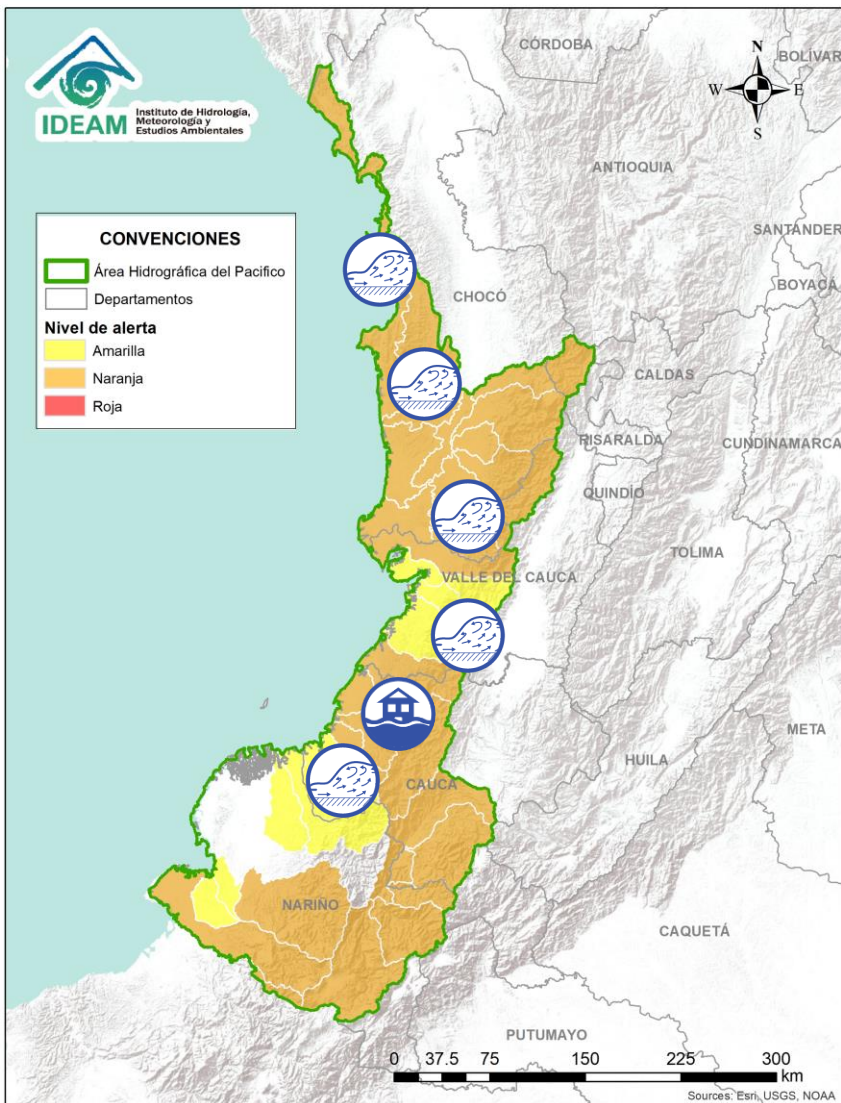 IDEAM
Instituto de Hidrología,
Meteorología y
Estudios Ambientales
CÓRDOBA
BOLÍVAR
N
W
E
S
ANTIOQUIA
SANTANDER
BOYACÁ
CONVENCIONES
Área Hidrográfica del Pacifico
Departamentos
Nivel de alerta
Amarilla
Naranja
Roja
CHOCÓ
CALDAS
RISARALDA
CUNDINAMARCA
QUINDÍO
TOLIMA
VALLE DEL CAUCA
META
HUILA
CAUCA
NARIÑO
CAQUETÁ
PUTUMAYO
0 37.5 75 150 225 300
km
Sources: Esri, USGS, NOAA